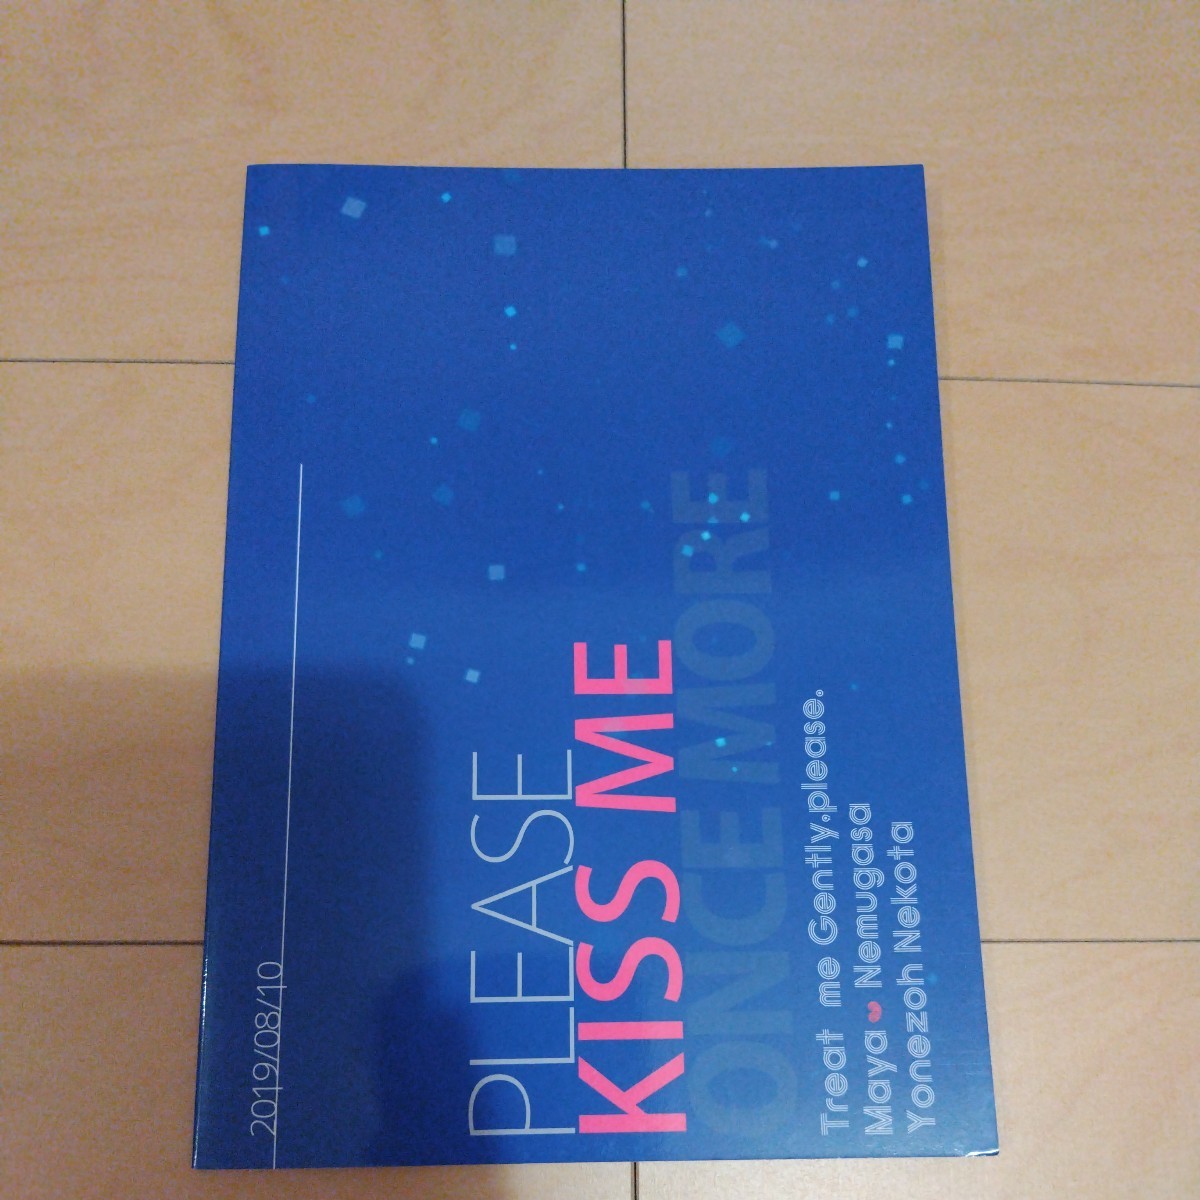 2019/08/10
PLEASE
KISS ME
ONCE MORE
Treat me Gently,please.
Maya ❤ Nemugasa
Yonezoh Nekota